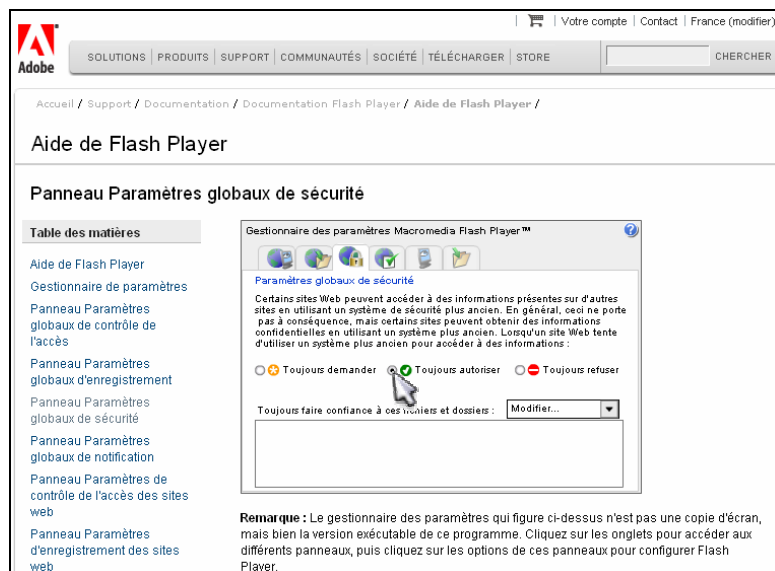 Votre compte | Contact | France (modifier)
Adobe
SOLUTIONS | PRODUITS | SUPPORT | COMMUNAUTÉS | SOCIÉTÉ | TÉLÉCHARGER | STORE
CHERCHER
Accueil / Support / Documentation / Documentation Flash Player / Aide de Flash Player /
Aide de Flash Player
Panneau Paramètres globaux de sécurité
Table des matières
Aide de Flash Player
Gestionnaire de paramètres
Panneau Paramètres
globaux de contrôle de
l'accès
Panneau Paramètres
globaux d'enregistrement
Panneau Paramètres
globaux de sécurité
Panneau Paramètres
globaux de notification
Panneau Paramètres de
contrôle de l'accès des sites
web
Panneau Paramètres
d'enregistrement des sites
web
Gestionnaire des paramètres Macromedia Flash Player™
Paramètres globaux de sécurité
Certains sites Web peuvent accéder à des informations présentes sur d'autres
sites en utilisant un système de sécurité plus ancien. En général, ceci ne porte
pas à conséquence, mais certains sites peuvent obtenir des informations
confidentielles en utilisant un système plus ancien. Lorsqu'un site Web tente
d'utiliser un système plus ancien pour accéder à des informations :
Toujours demander Toujours autoriser Toujours refuser
Toujours faire confiance à ces fichiers et dossiers : Modifier...
Remarque : Le gestionnaire des paramètres qui figure ci-dessus n'est pas une copie d'écran,
mais bien la version exécutable de ce programme. Cliquez sur les onglets pour accéder aux
différents panneaux, puis cliquez sur les options de ces panneaux pour configurer Flash
Player.